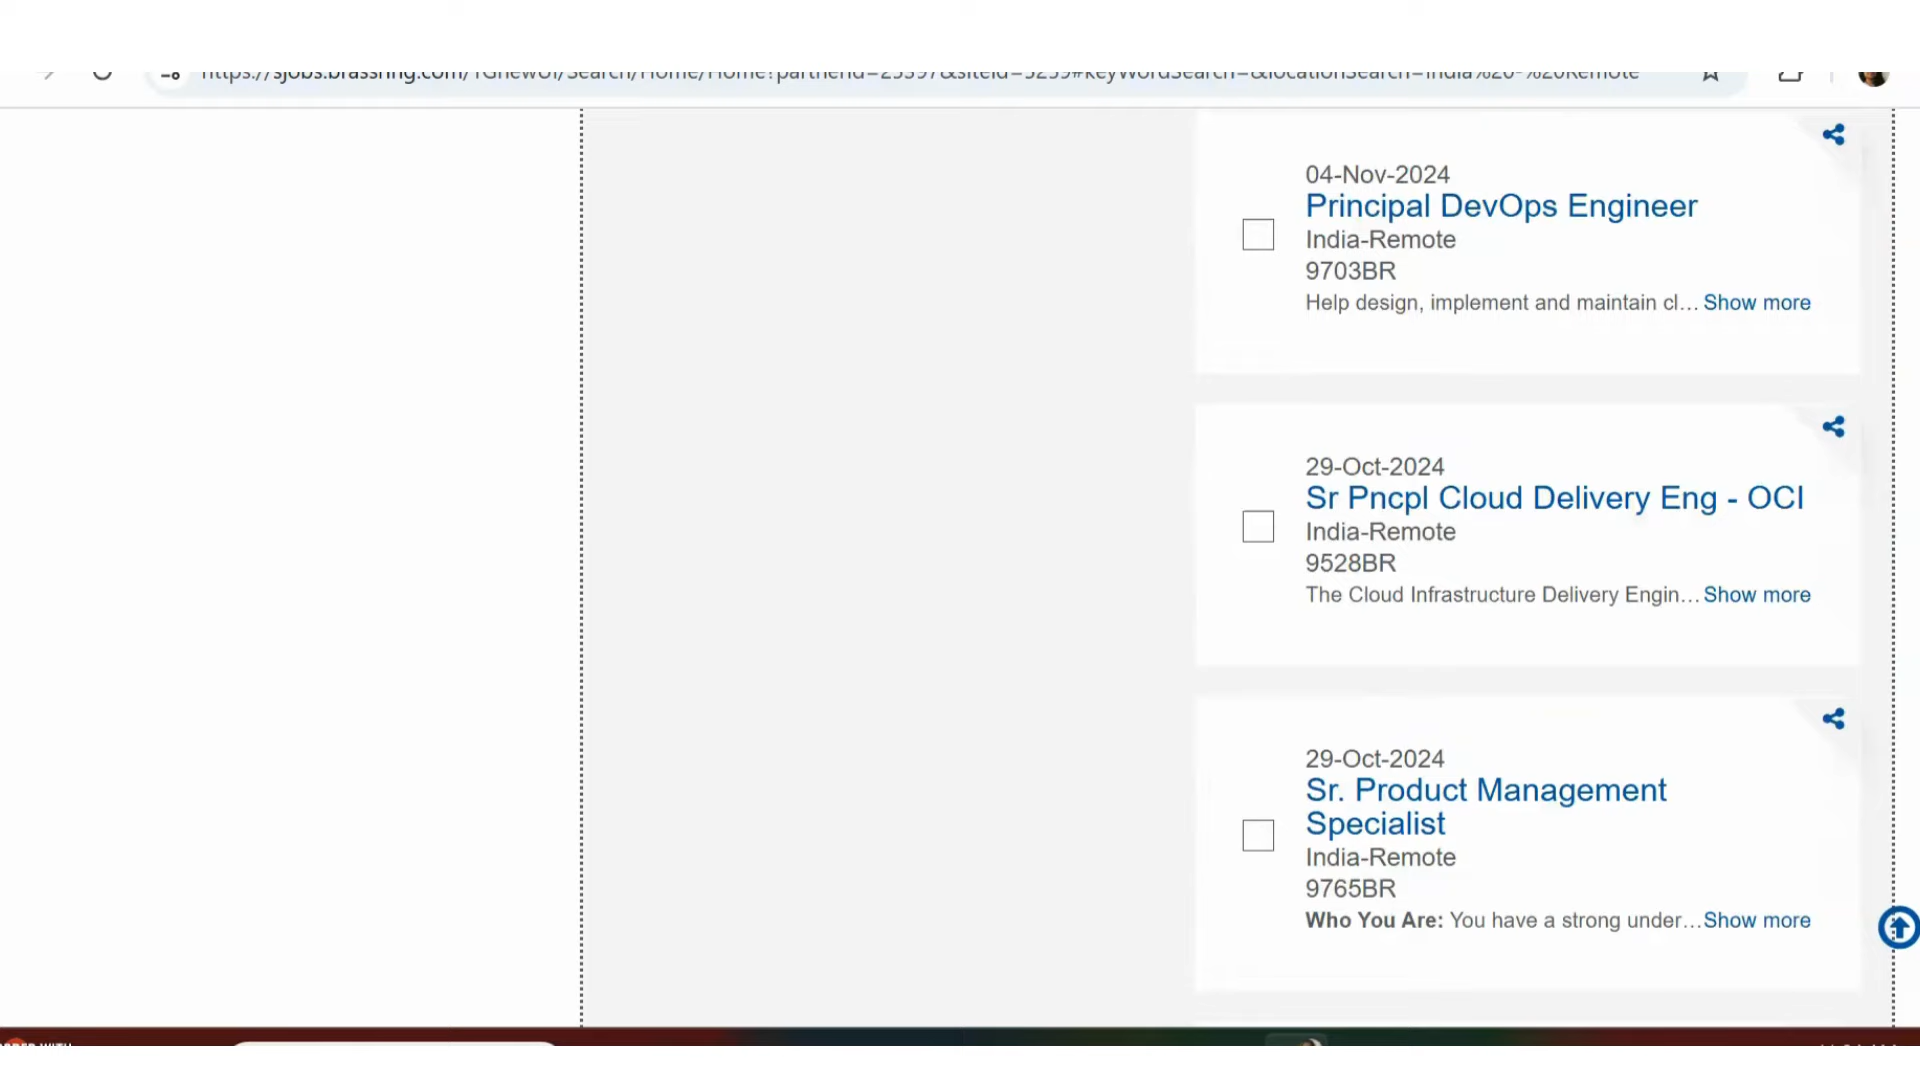 04-Nov-2024
Principal DevOps Engineer
India-Remote
9703BR
Help design, implement and maintain cl... Show more
29-Oct-2024
Sr Pncpl Cloud Delivery Eng - OCI
India-Remote
9528BR
The Cloud Infrastructure Delivery Engin... Show more
29-Oct-2024
Sr. Product Management
Specialist
India-Remote
9765BR
Who You Are: You have a strong under... Show more